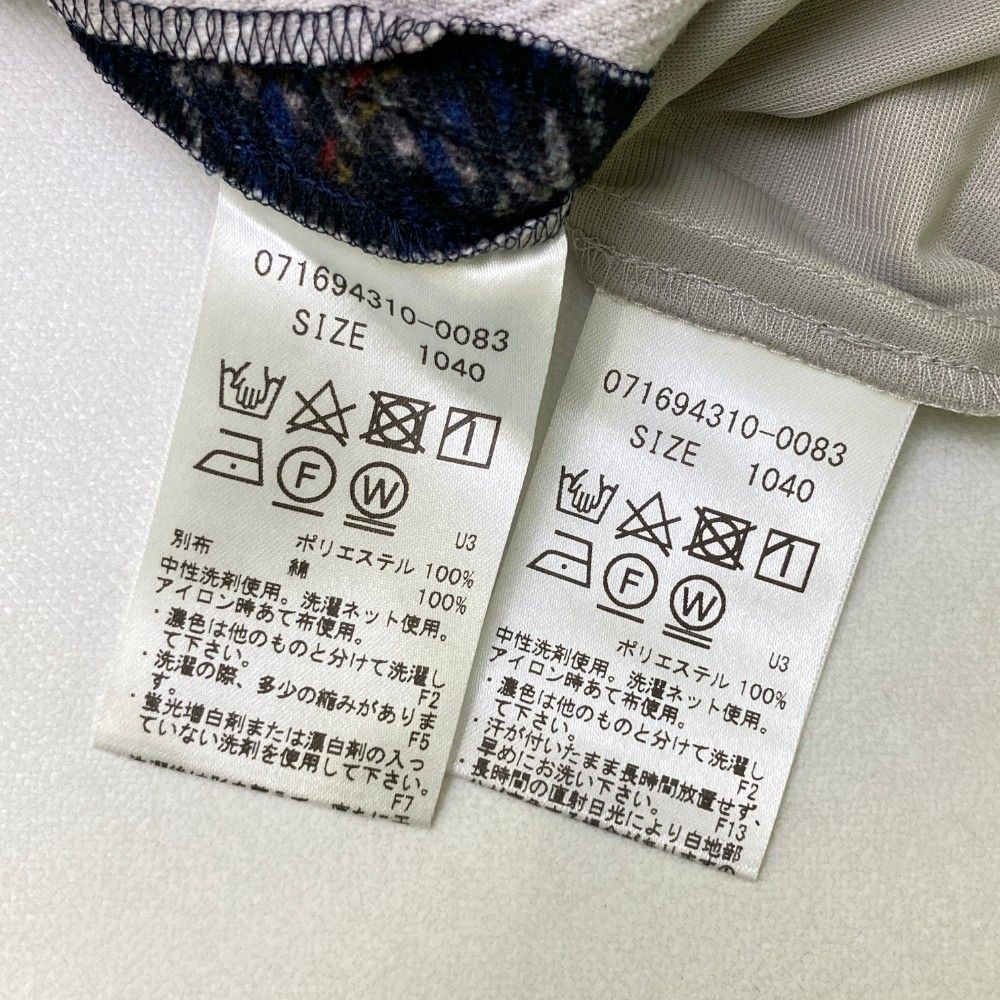 071694310-0083
SIZE 1040
F W
U3
ポリエステル 100%
別布 綿 100%
中性洗剤使用。洗濯ネット使用。
アイロン時あて布使用。
・濃色は他のものと分けて洗濯し
て下さい。 F2
・洗濯の際、多少の縮みがありま
す。 F5
・蛍光増白剤または漂白剤の入っ
ていない洗剤を使用して下さい。
F7
071694310-0083
SIZE 1040
F W
U3
ポリエステル 100%
中性洗剤使用。洗濯ネット使用。
アイロン時あて布使用。
・濃色は他のものと分けて洗濯し
て下さい。 F2
・汗が付いたまま長時間放置せず、
早めにお洗い下さい。 F13
・長時間の直射日光により白地部